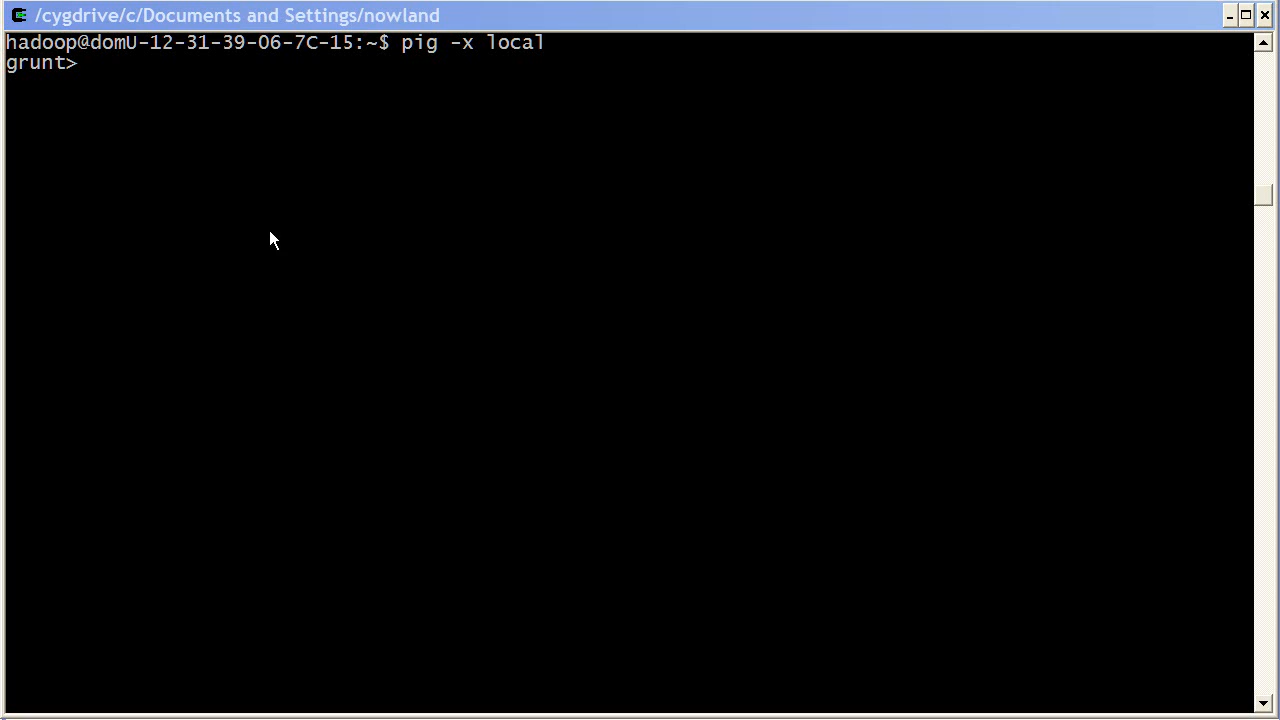 /cygdrive/c/Documents and Settings/nowland
hadoop@domU-12-31-39-06-7C-15:~$ pig -x local
grunt>